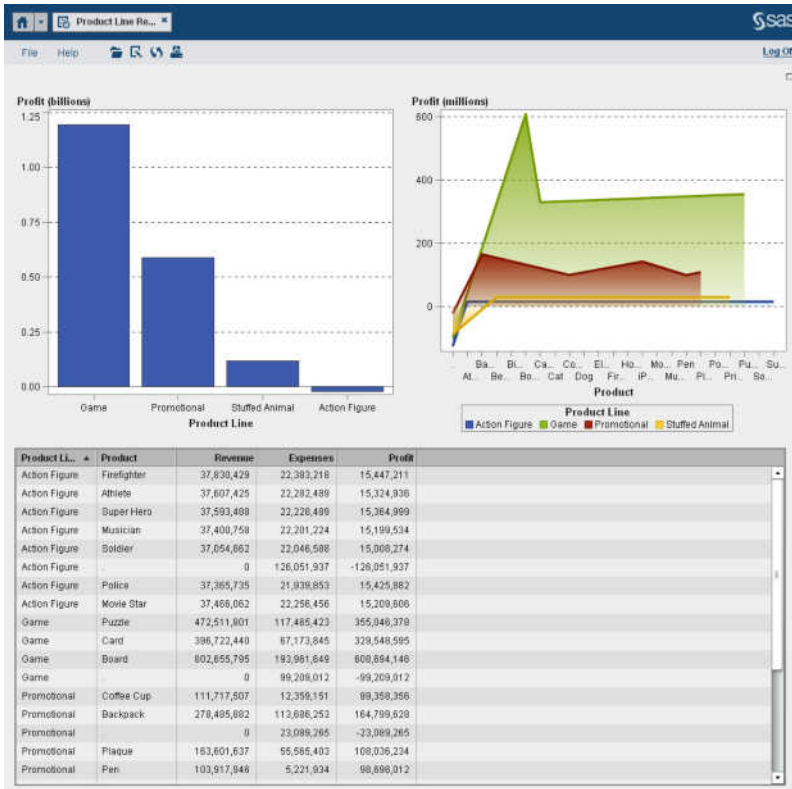 Product Line Re... ×
sas
File Help
Log Of
Profit (billions)
1.25
1.00
0.75
0.50
0.25
0.00
Game Promotional Stuffed Animal Action Figure
Product Line
Profit (millions)
600
400
200
0
... Ba... Bi... Ca... Co... El... Ho... Mo... Pen Po... Pu... Su...
At... Be... Bo... Cat Dog Fir... iP... Mu... Pl... Pri... So...
Product
Product Line
Action Figure Game Promotional Stuffed Animal
Product Li... Product Revenue Expenses Profit
Action Figure Firefighter 37,830,429 22,383,218 15,447,211
Action Figure Athlete 37,607,425 22,282,489 15,324,936
Action Figure Super Hero 37,593,488 22,228,489 15,364,999
Action Figure Musician 37,400,758 22,201,224 15,199,534
Action Figure Soldier 37,054,862 22,046,588 15,008,274
Action Figure . 0 126,051,937 -126,051,937
Action Figure Police 37,365,735 21,939,853 15,425,882
Action Figure Movie Star 37,466,062 22,256,456 15,209,606
Game Puzzle 472,511,801 117,465,423 355,046,378
Game Card 396,722,440 67,173,845 329,548,595
Game Board 802,655,795 193,961,649 608,694,146
Game . 0 99,209,012 -99,209,012
Promotional Coffee Cup 111,717,507 12,359,151 99,358,356
Promotional Backpack 278,485,882 113,686,253 164,799,628
Promotional . 0 23,089,265 -23,089,265
Promotional Plaque 163,601,637 55,565,403 108,036,234
Promotional Pen 103,917,946 5,221,934 98,696,012